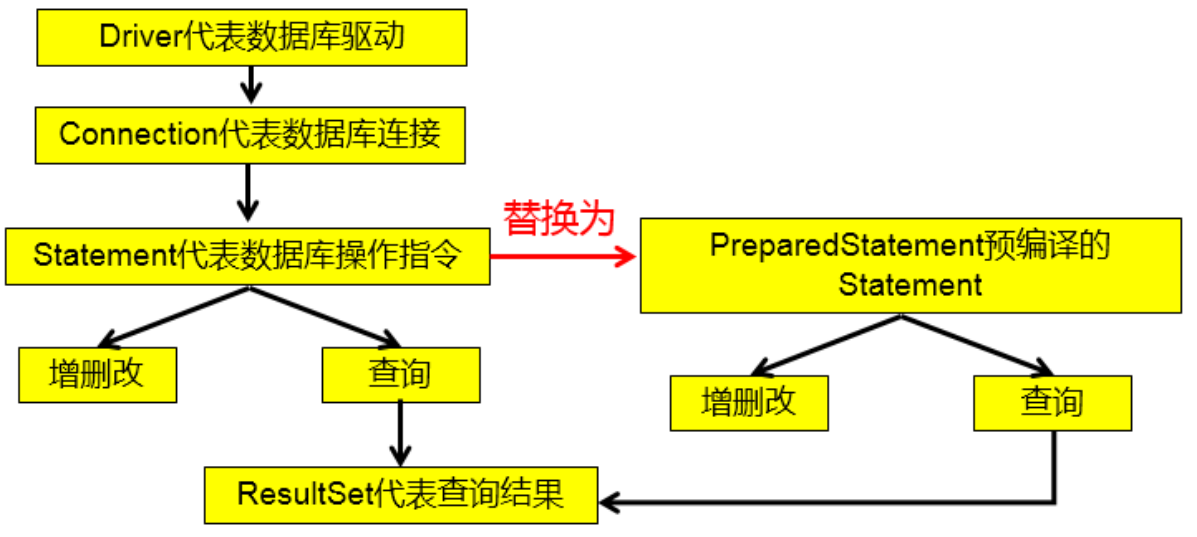 Driver代表数据库驱动
Connection代表数据库连接
替换为
Statement代表数据库操作指令
PreparedStatement预编译的
Statement
增删改
查询
增删改
查询
ResultSet代表查询结果